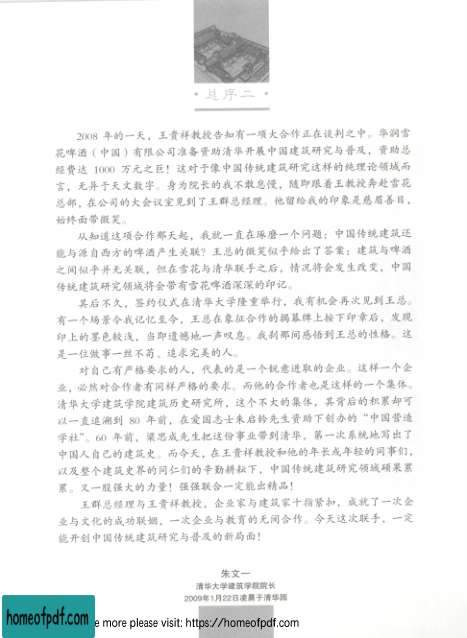 · 总序二 ·
2008 年的一天，王贵祥教授告知有一项大合作正在谈判之中。华润雪
花啤酒（中国）有限公司准备资助清华开展中国建筑研究与普及，资助总
经费达 1000 万元之巨！这对于像中国传统建筑研究这样的纯理论领域而
言，无异于天文数字。身为院长的我不敢怠慢，随即跟着王教授奔赴雪花
总部，在公司的大会议室见到了王群总经理。他留给我的印象是慈眉善目，
始终面带微笑。
从知道这项合作那天起，我就一直在琢磨一个问题：中国传统建筑还
能与源自西方的啤酒产生关联？王总的微笑似乎给出了答案：建筑与啤酒
之间似乎并无关联，但在雪花与清华联手之后，情况将会发生改变，中国
传统建筑研究领域将会带有雪花啤酒深深的印记。
其后不久，签约仪式在清华大学隆重举行，我有机会再次见到王总。
有一个场景令我记忆至今，王总在象征合作的揭幕牌上按下印章后，发现
印上的墨色较浅，当即遗憾地一声叹息。我刹那间感悟到王总的性格。这
是一位做事一丝不苟、追求完美的人。
对自己有严格要求的人，代表的是一个锐意进取的企业。这样一个企
业，必然对合作者有同样严格的要求。而他的合作者也是这样的一个集体。
清华大学建筑学院建筑历史研究所，这个不大的集体，其背后的积累却可
以一直追溯到 80 年前，在爱国志士朱启钤先生资助下创办的“中国营造
学社”。60 年前，梁思成先生把这份事业带到清华，第一次系统地写出了
中国人自己的建筑史。而今天，在王贵祥教授和他的年长或年轻的同事们，
以及整个建筑史界的同仁们的辛勤耕耘下，中国传统建筑研究领域硕果累
累。又一股强大的力量！强强联合一定能出精品！
王群总经理与王贵祥教授，企业家与建筑家十指紧扣，成就了一次企
业与文化的成功联姻，一次企业与教育的无间合作。今天这次联手，一定
能开创中国传统建筑研究与普及的新局面！
朱文一
清华大学建筑学院院长
2009年1月22日凌晨于清华园
homeofpdf.com
e more please visit: https://homeofpdf.com